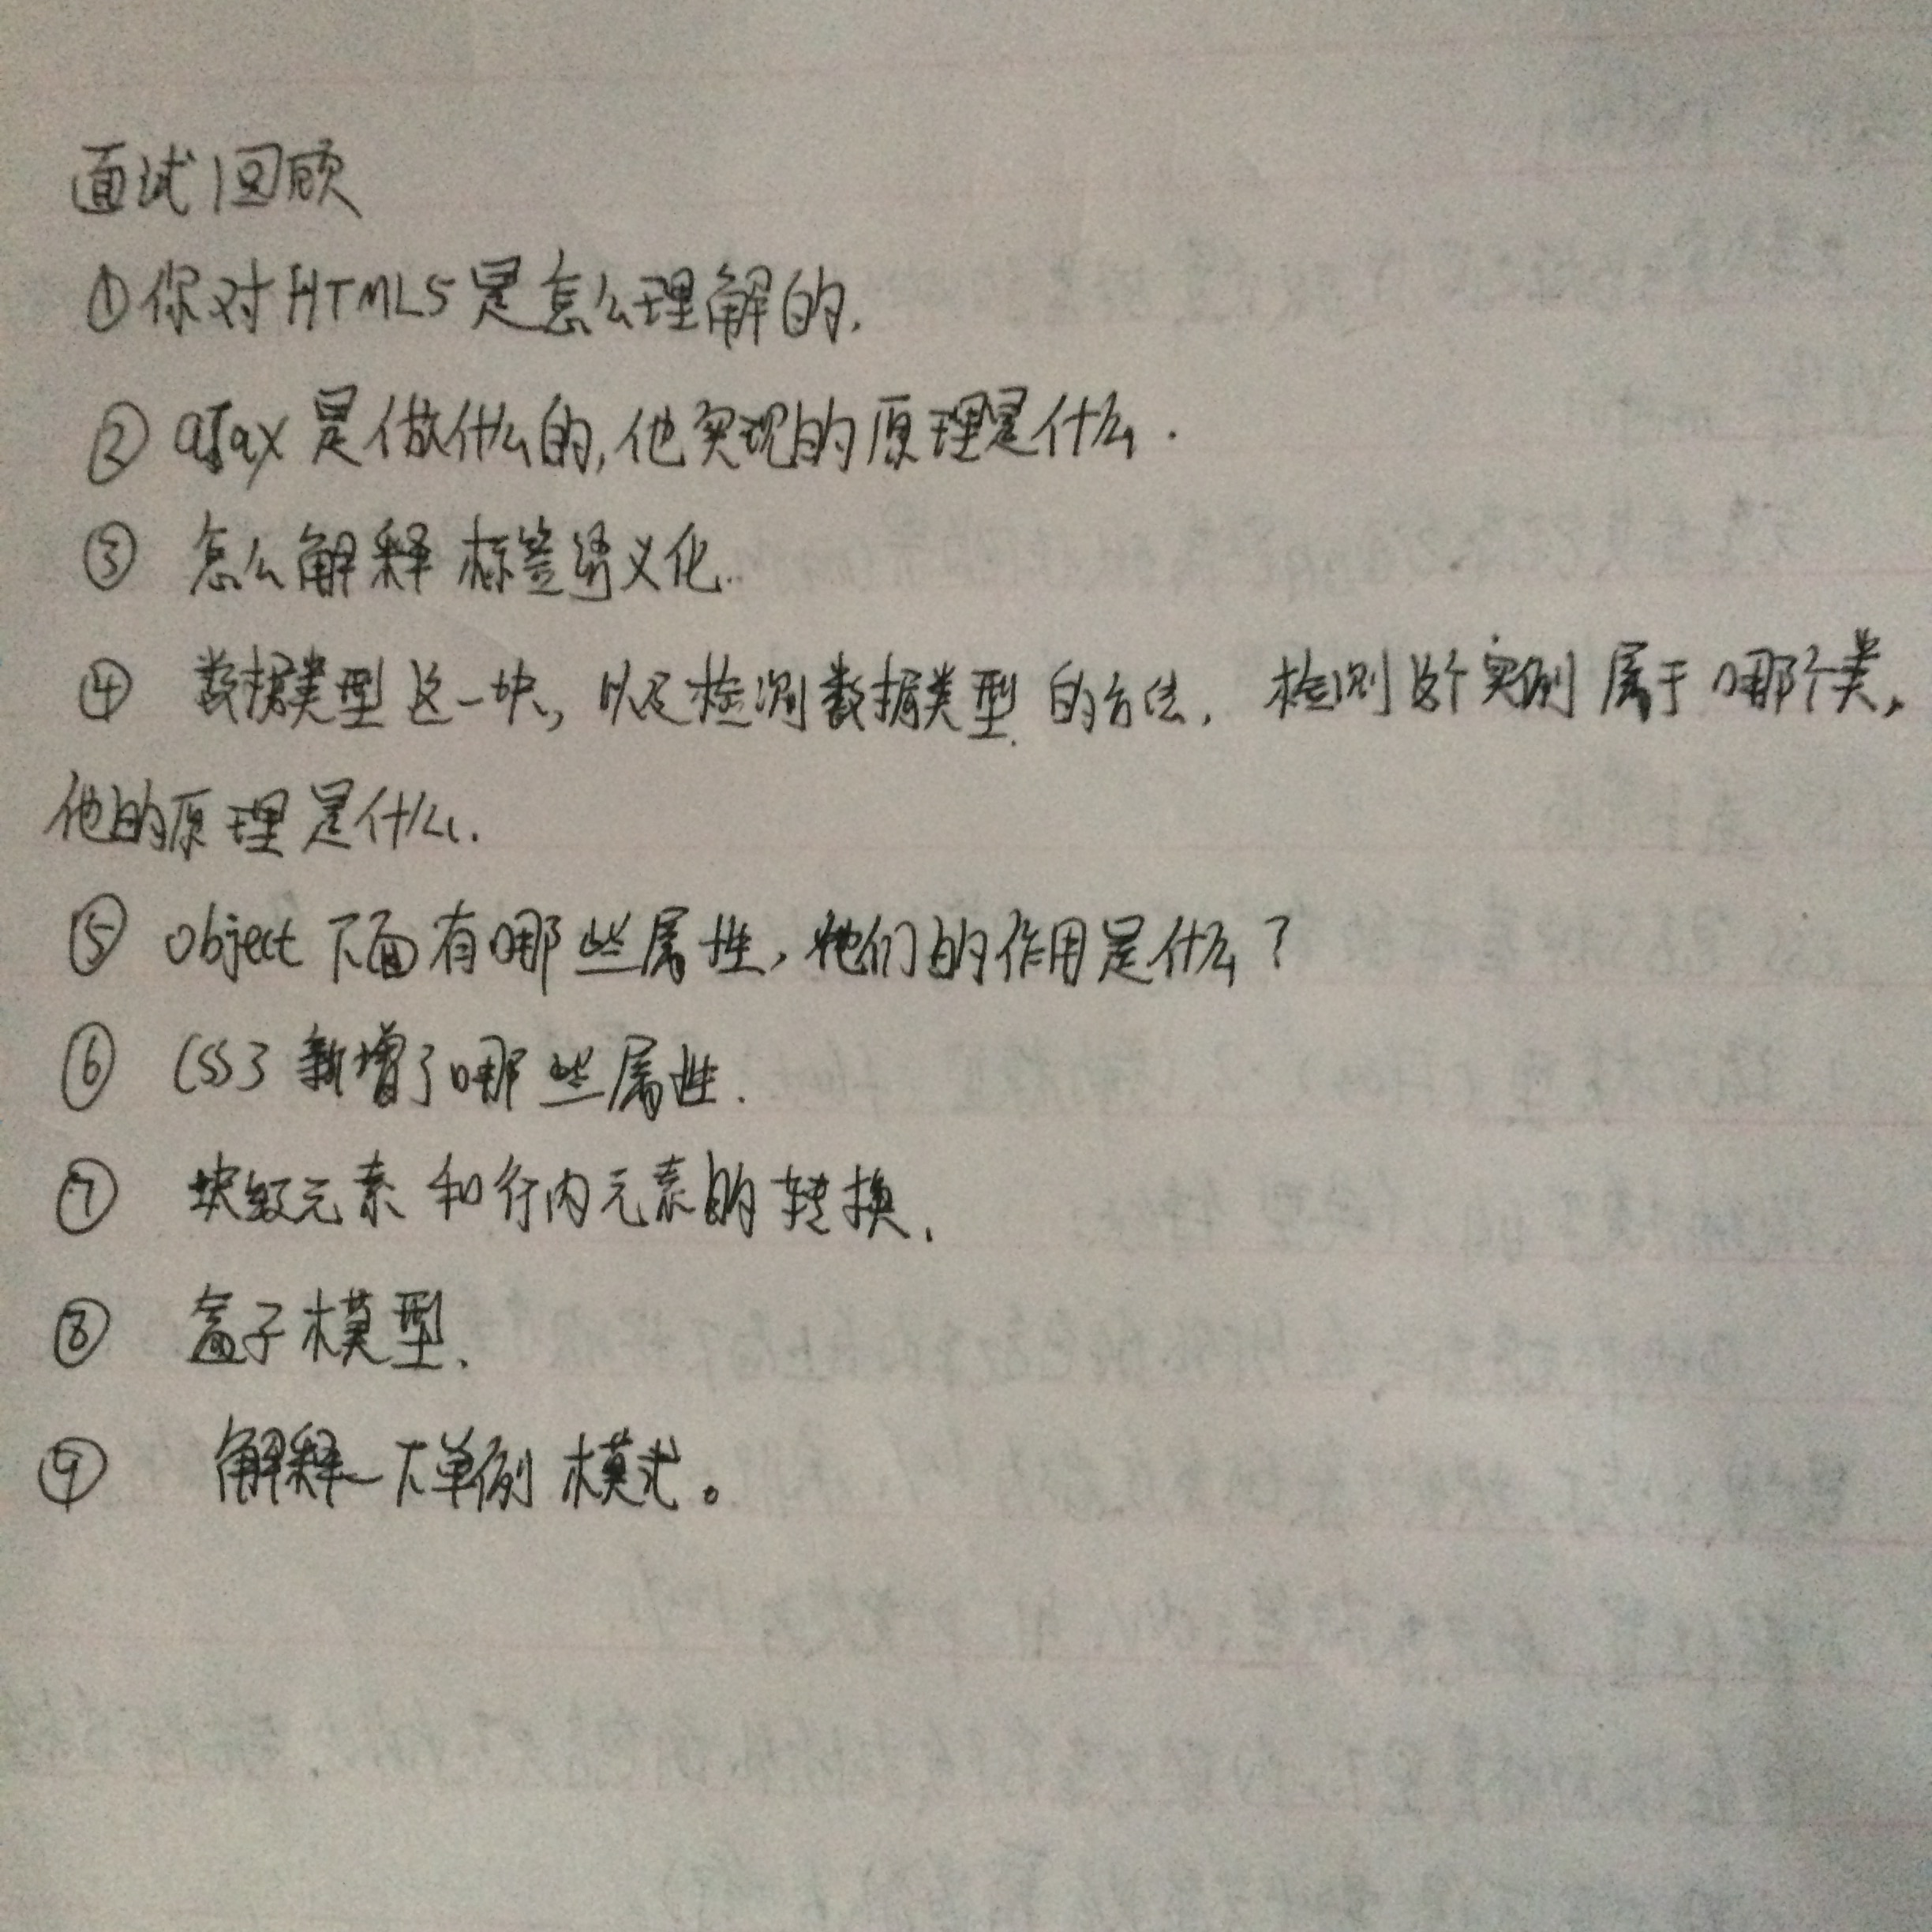 面试回顾
①你对HTML5是怎么理解的.
② ajax是做什么的,他实现的原理是什么.
③ 怎么解释标签语义化.
④ 数据类型这一块,以及检测数据类型的方法, 检测这个实例属于哪个类,
他的原理是什么.
⑤ object下面有哪些属性,他们的作用是什么?
⑥ CSS3新增了哪些属性.
⑦ 块级元素和行内元素的转换.
⑧ 盒子模型.
⑨ 解释一下单例模式。